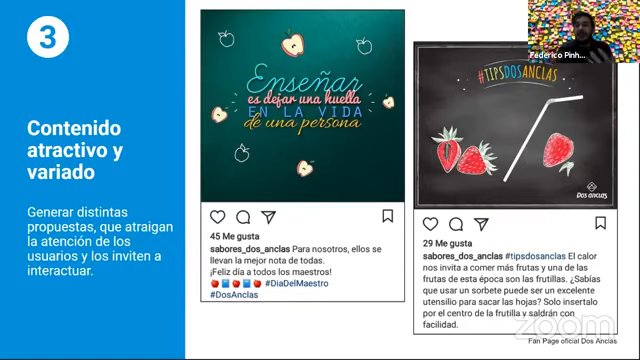 3
Contenido
atractivo y
variado
Generar distintas
propuestas, que atraigan
la atención de los
usuarios y los inviten a
interactuar.
Enseñar
es dejar una huella
EN LA VIDA
de una persona
45 Me gusta
sabores_dos_anclas Para nosotros, ellos se
llevan la mejor nota de todas.
¡Feliz día a todos los maestros!
#DiaDelMaestro
#DosAnclas
Federico Pinh...
#TIPSDOSANCLAS
Dos anclas
29 Me gusta
sabores_dos_anclas #tipsdosanclas El calor
nos invita a comer más frutas y una de las
frutas de esta época son las frutillas. ¿Sabías
que usar un sorbete puede ser un excelente
utensilio para sacar las hojas? Solo insertalo
por el centro de la frutilla y saldrán con
facilidad.
zoom
Fan Page oficial Dos Anclas